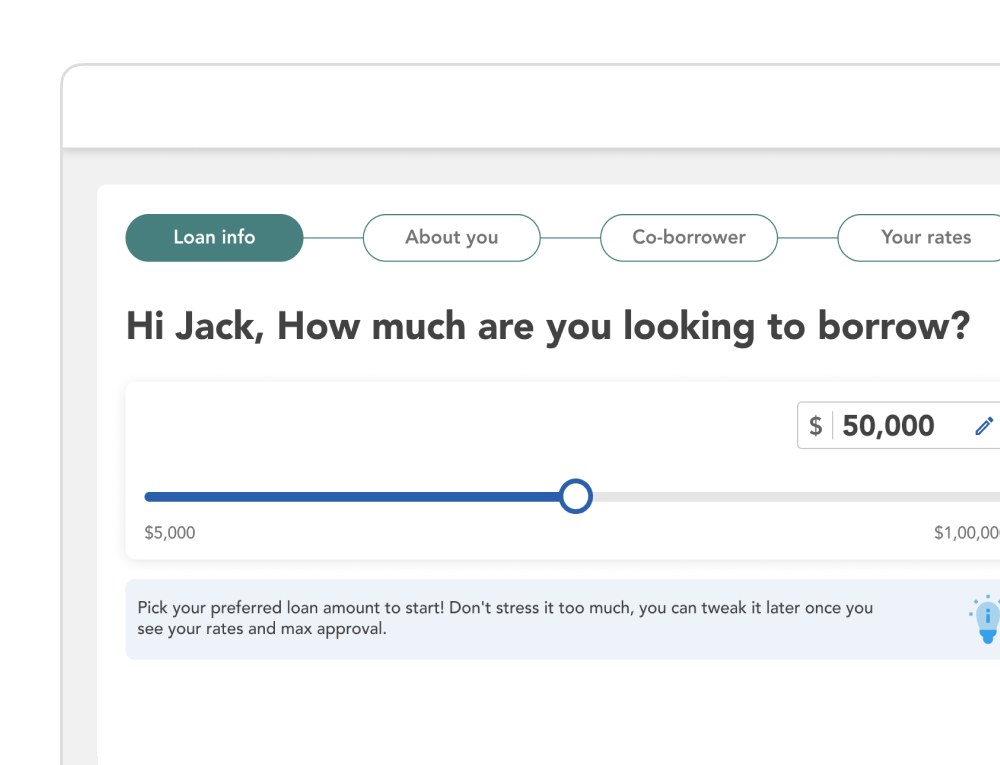 Loan info
About you
Co-borrower
Your rates
Hi Jack, How much are you looking to borrow?
$ 50,000
$5,000
$1,00,00
Pick your preferred loan amount to start! Don't stress it too much, you can tweak it later once you
see your rates and max approval.